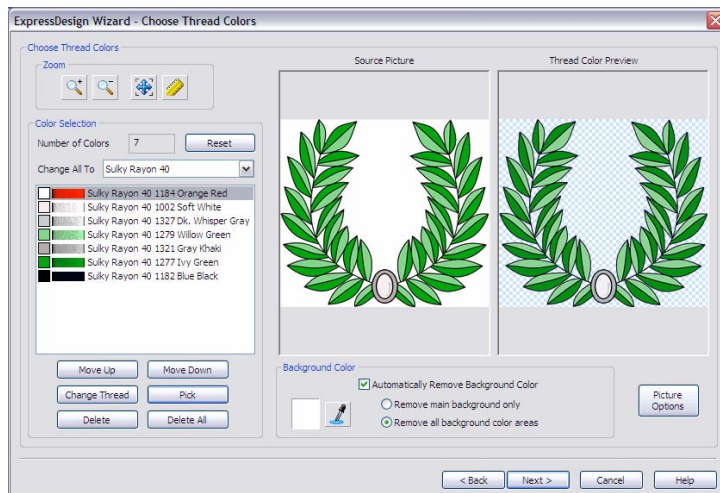 ExpressDesign Wizard - Choose Thread Colors
Choose Thread Colors
Zoom
Source Picture
Thread Color Preview
Color Selection
Number of Colors 7 Reset
Change All To Sulky Rayon 40
Sulky Rayon 40 1184 Orange Red
Sulky Rayon 40 1002 Soft White
Sulky Rayon 40 1327 Dk. Whisper Gray
Sulky Rayon 40 1279 Willow Green
Sulky Rayon 40 1321 Gray Khaki
Sulky Rayon 40 1277 Ivy Green
Sulky Rayon 40 1182 Blue Black
Move Up Move Down
Change Thread Pick
Delete Delete All
Background Color
Automatically Remove Background Color
Remove main background only
Remove all background color areas
Picture
Options
< Back Next > Cancel Help